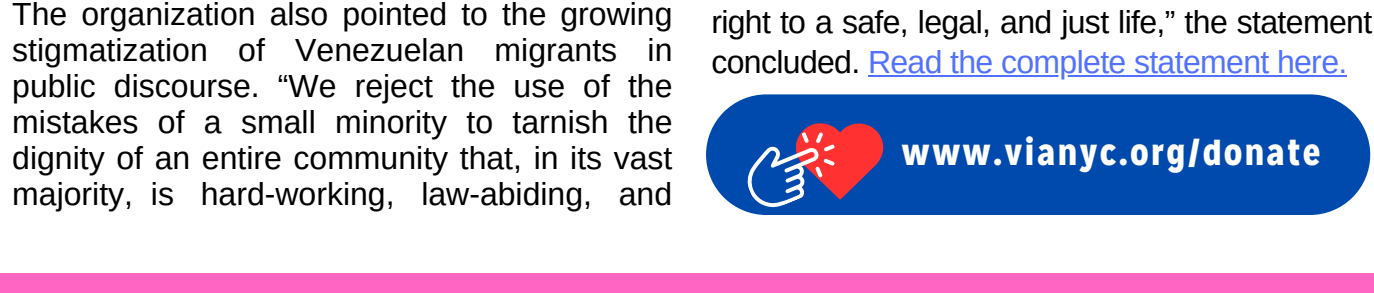 The organization also pointed to the growing
stigmatization of Venezuelan migrants in
public discourse. “We reject the use of the
mistakes of a small minority to tarnish the
dignity of an entire community that, in its vast
majority, is hard-working, law-abiding, and
right to a safe, legal, and just life,” the statement
concluded. Read the complete statement here.
www.vianyc.org/donate